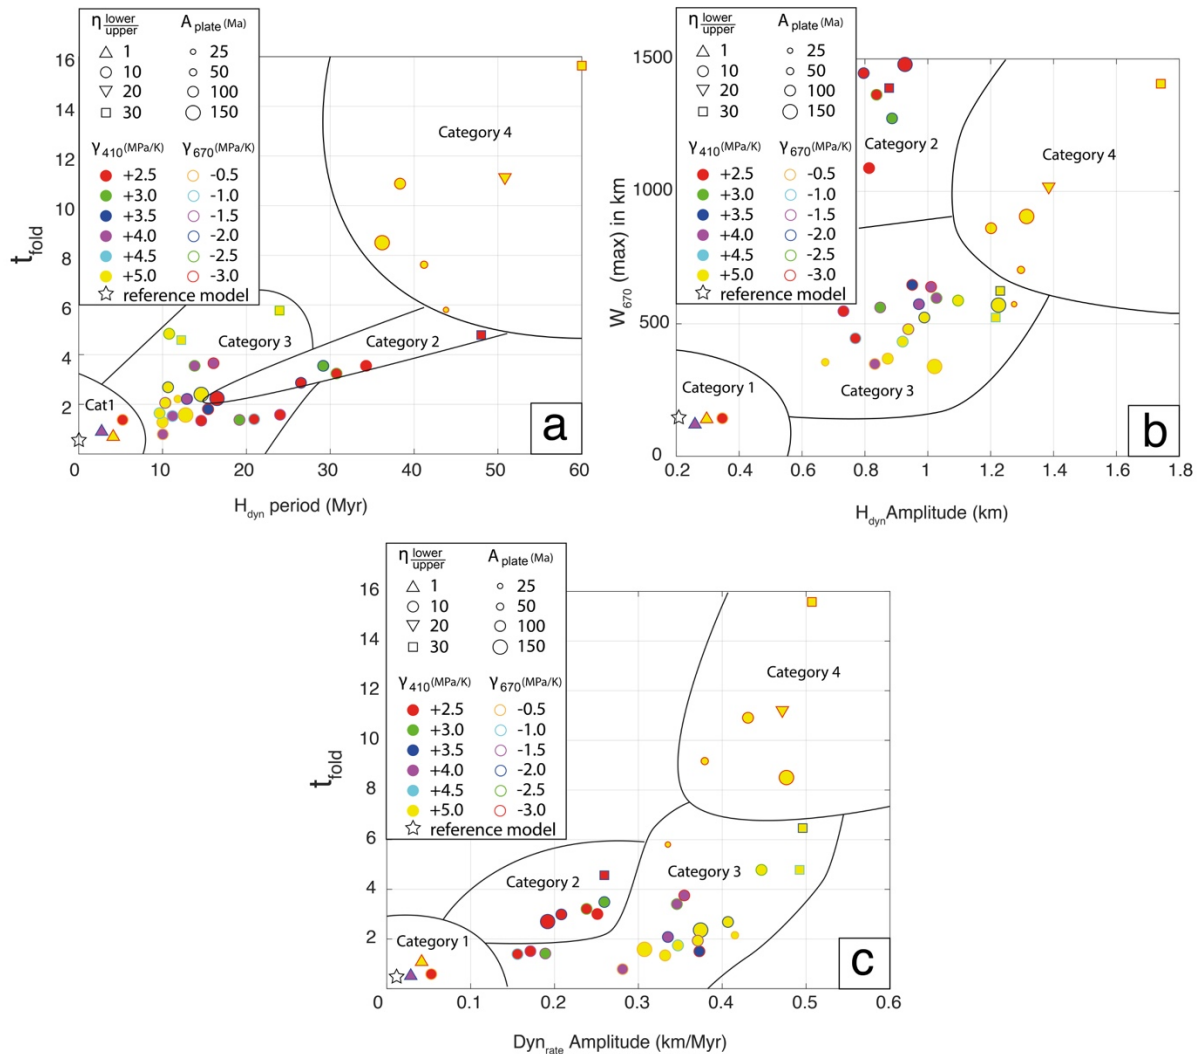 η lower/upper A plate (Ma)
△ 1 ○ 25
○ 10 ○ 50
▽ 20 ○ 100
□ 30 ○ 150
γ410 (MPa/K) γ670 (MPa/K)
+2.5 -0.5
+3.0 -1.0
+3.5 -1.5
+4.0 -2.0
+4.5 -2.5
+5.0 -3.0
☆ reference model
16
14
12
10
8
6
4
2
tfold
Category 4
Category 3
Category 2
Cat1
a
0 10 20 30 40 50 60
Hdyn period (Myr)
η lower/upper A plate (Ma)
△ 1 ○ 25
○ 10 ○ 50
▽ 20 ○ 100
□ 30 ○ 150
γ410 (MPa/K) γ670 (MPa/K)
+2.5 -0.5
+3.0 -1.0
+3.5 -1.5
+4.0 -2.0
+4.5 -2.5
+5.0 -3.0
☆ reference model
1500
1000
500
0
W670 (max) in km
Category 2
Category 4
Category 1
Category 3
b
0.2 0.4 0.6 0.8 1 1.2 1.4 1.6 1.8
Hdyn Amplitude (km)
η lower/upper A plate (Ma)
△ 1 ○ 25
○ 10 ○ 50
▽ 20 ○ 100
□ 30 ○ 150
γ410 (MPa/K) γ670 (MPa/K)
+2.5 -0.5
+3.0 -1.0
+3.5 -1.5
+4.0 -2.0
+4.5 -2.5
+5.0 -3.0
☆ reference model
16
14
12
10
8
6
4
2
tfold
Category 4
Category 2
Category 3
Category 1
c
0 0.1 0.2 0.3 0.4 0.5 0.6
Dynrate Amplitude (km/Myr)